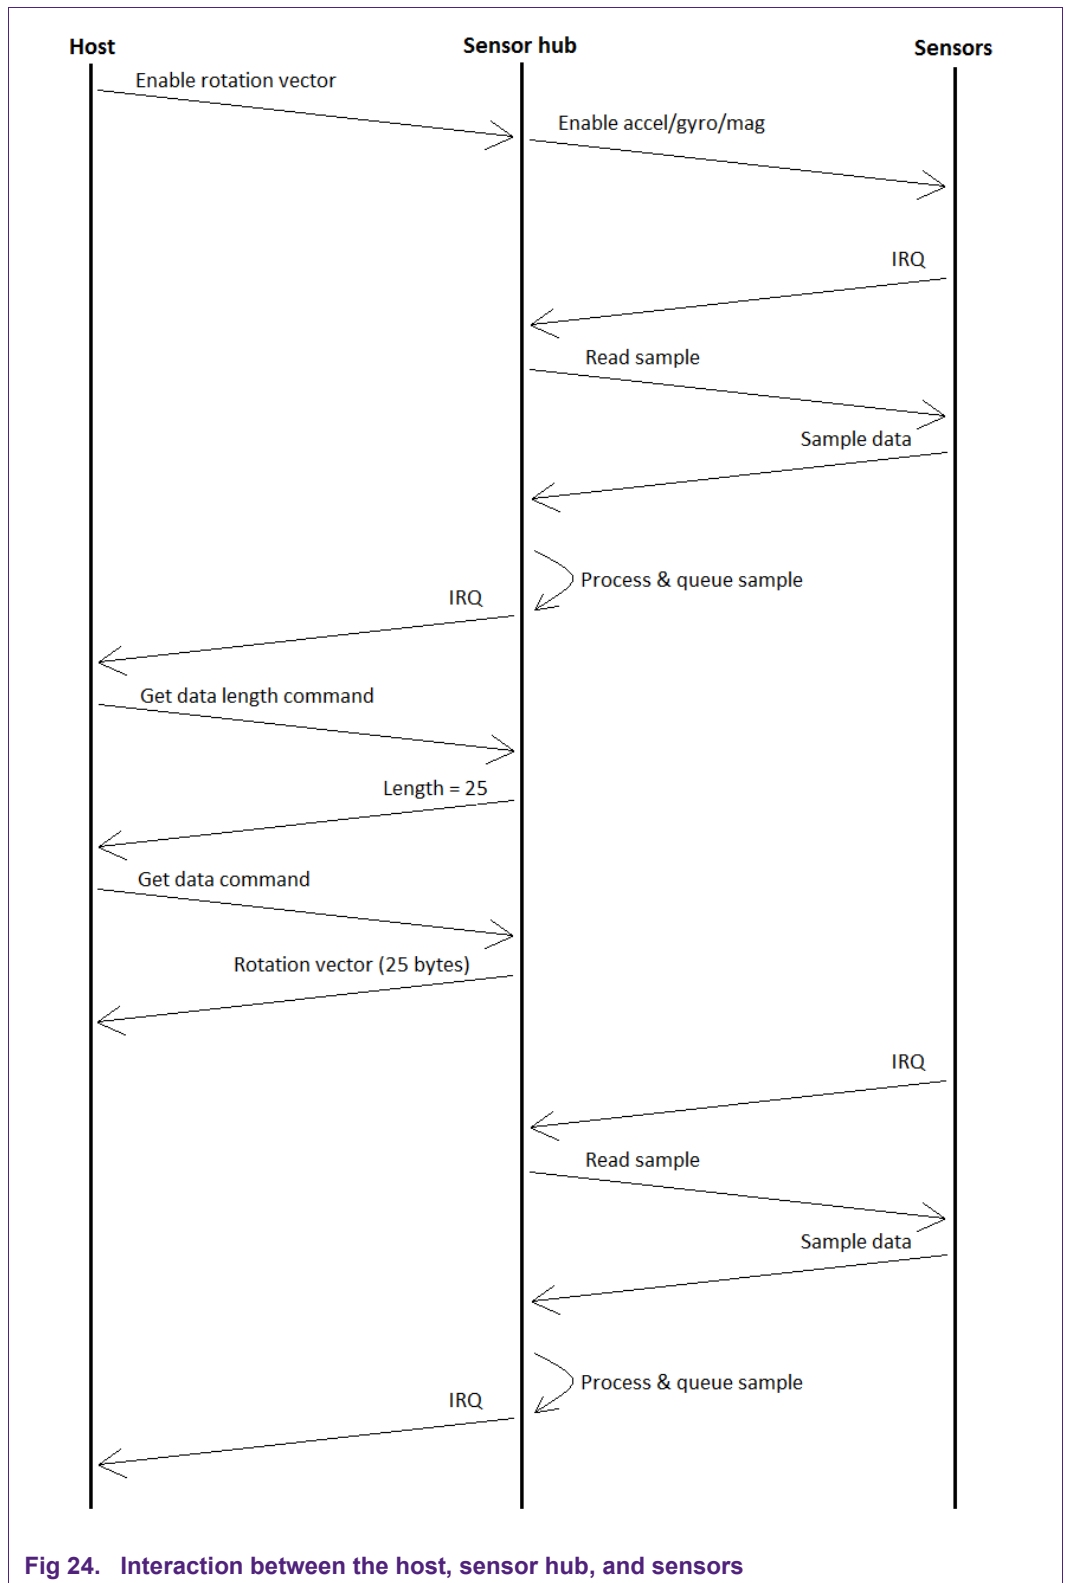 Host
Sensor hub
Sensors
Enable rotation vector
Enable accel/gyro/mag
IRQ
Read sample
Sample data
Process & queue sample
IRQ
Get data length command
Length = 25
Get data command
Rotation vector (25 bytes)
IRQ
Read sample
Sample data
Process & queue sample
IRQ
Fig 24. Interaction between the host, sensor hub, and sensors